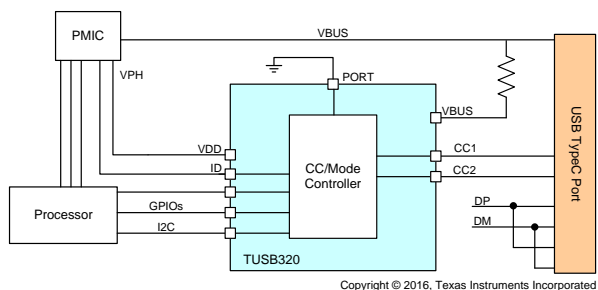 PMIC
VBUS
VPH
PORT
VBUS
VDD
ID
CC/Mode
Controller
CC1
CC2
USB TypeC Port
Processor
GPIOs
I2C
DP
DM
TUSB320
Copyright © 2016, Texas Instruments Incorporated